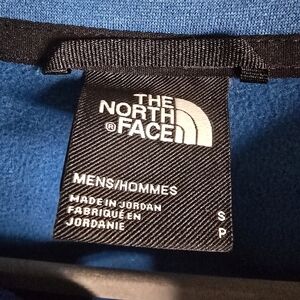 THE
NORTH
®FACE
MENS/HOMMES
MADE IN JORDAN
FABRIQUÉ EN
JORDANIE
S
P